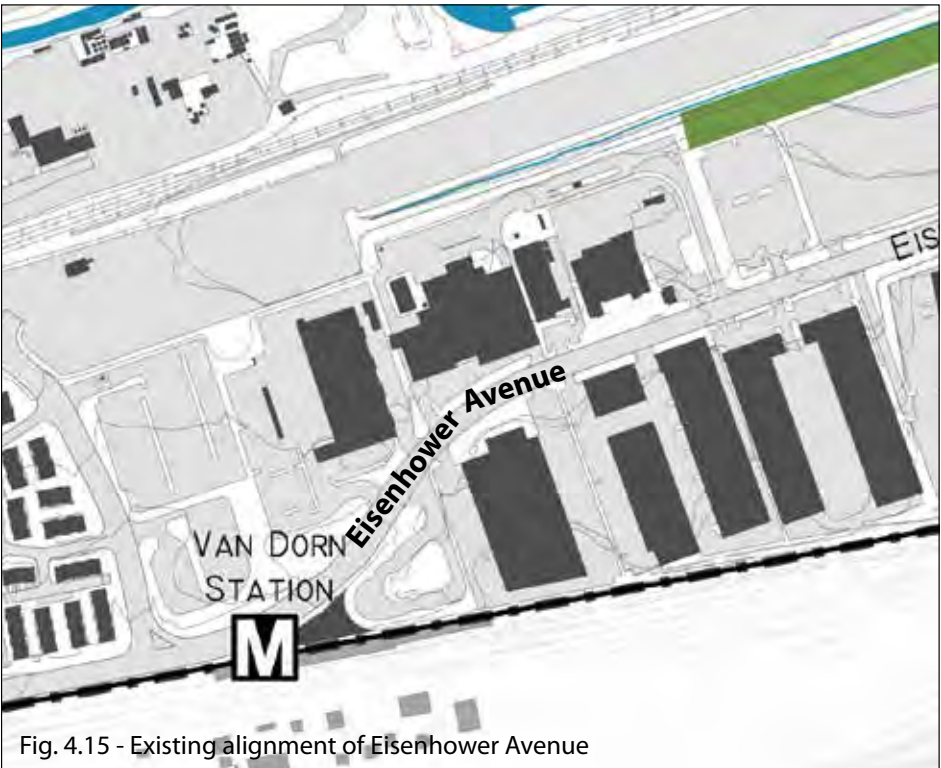 EIS
Eisenhower Avenue
VAN DORN
STATION
M
Fig. 4.15 - Existing alignment of Eisenhower Avenue